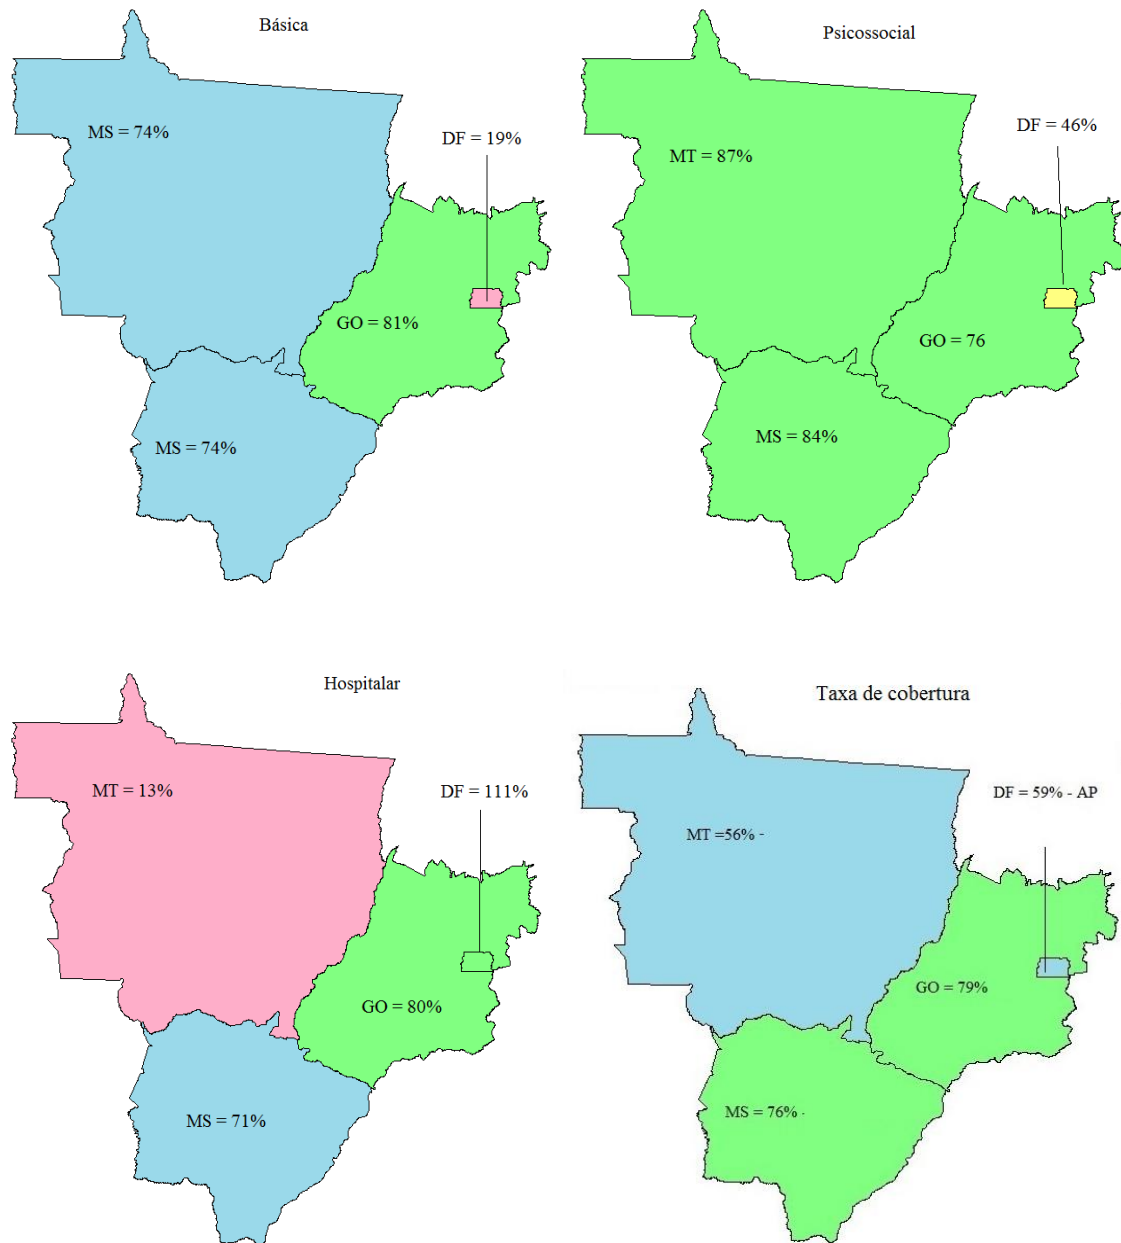 Básica
MS = 74%
DF = 19%
GO = 81%
MS = 74%
Psicossocial
DF = 46%
MT = 87%
GO = 76
MS = 84%
Hospitalar
MT = 13%
DF = 111%
GO = 80%
MS = 71%
Taxa de cobertura
DF = 59% - AP
MT =56% -
GO = 79%
MS = 76% -